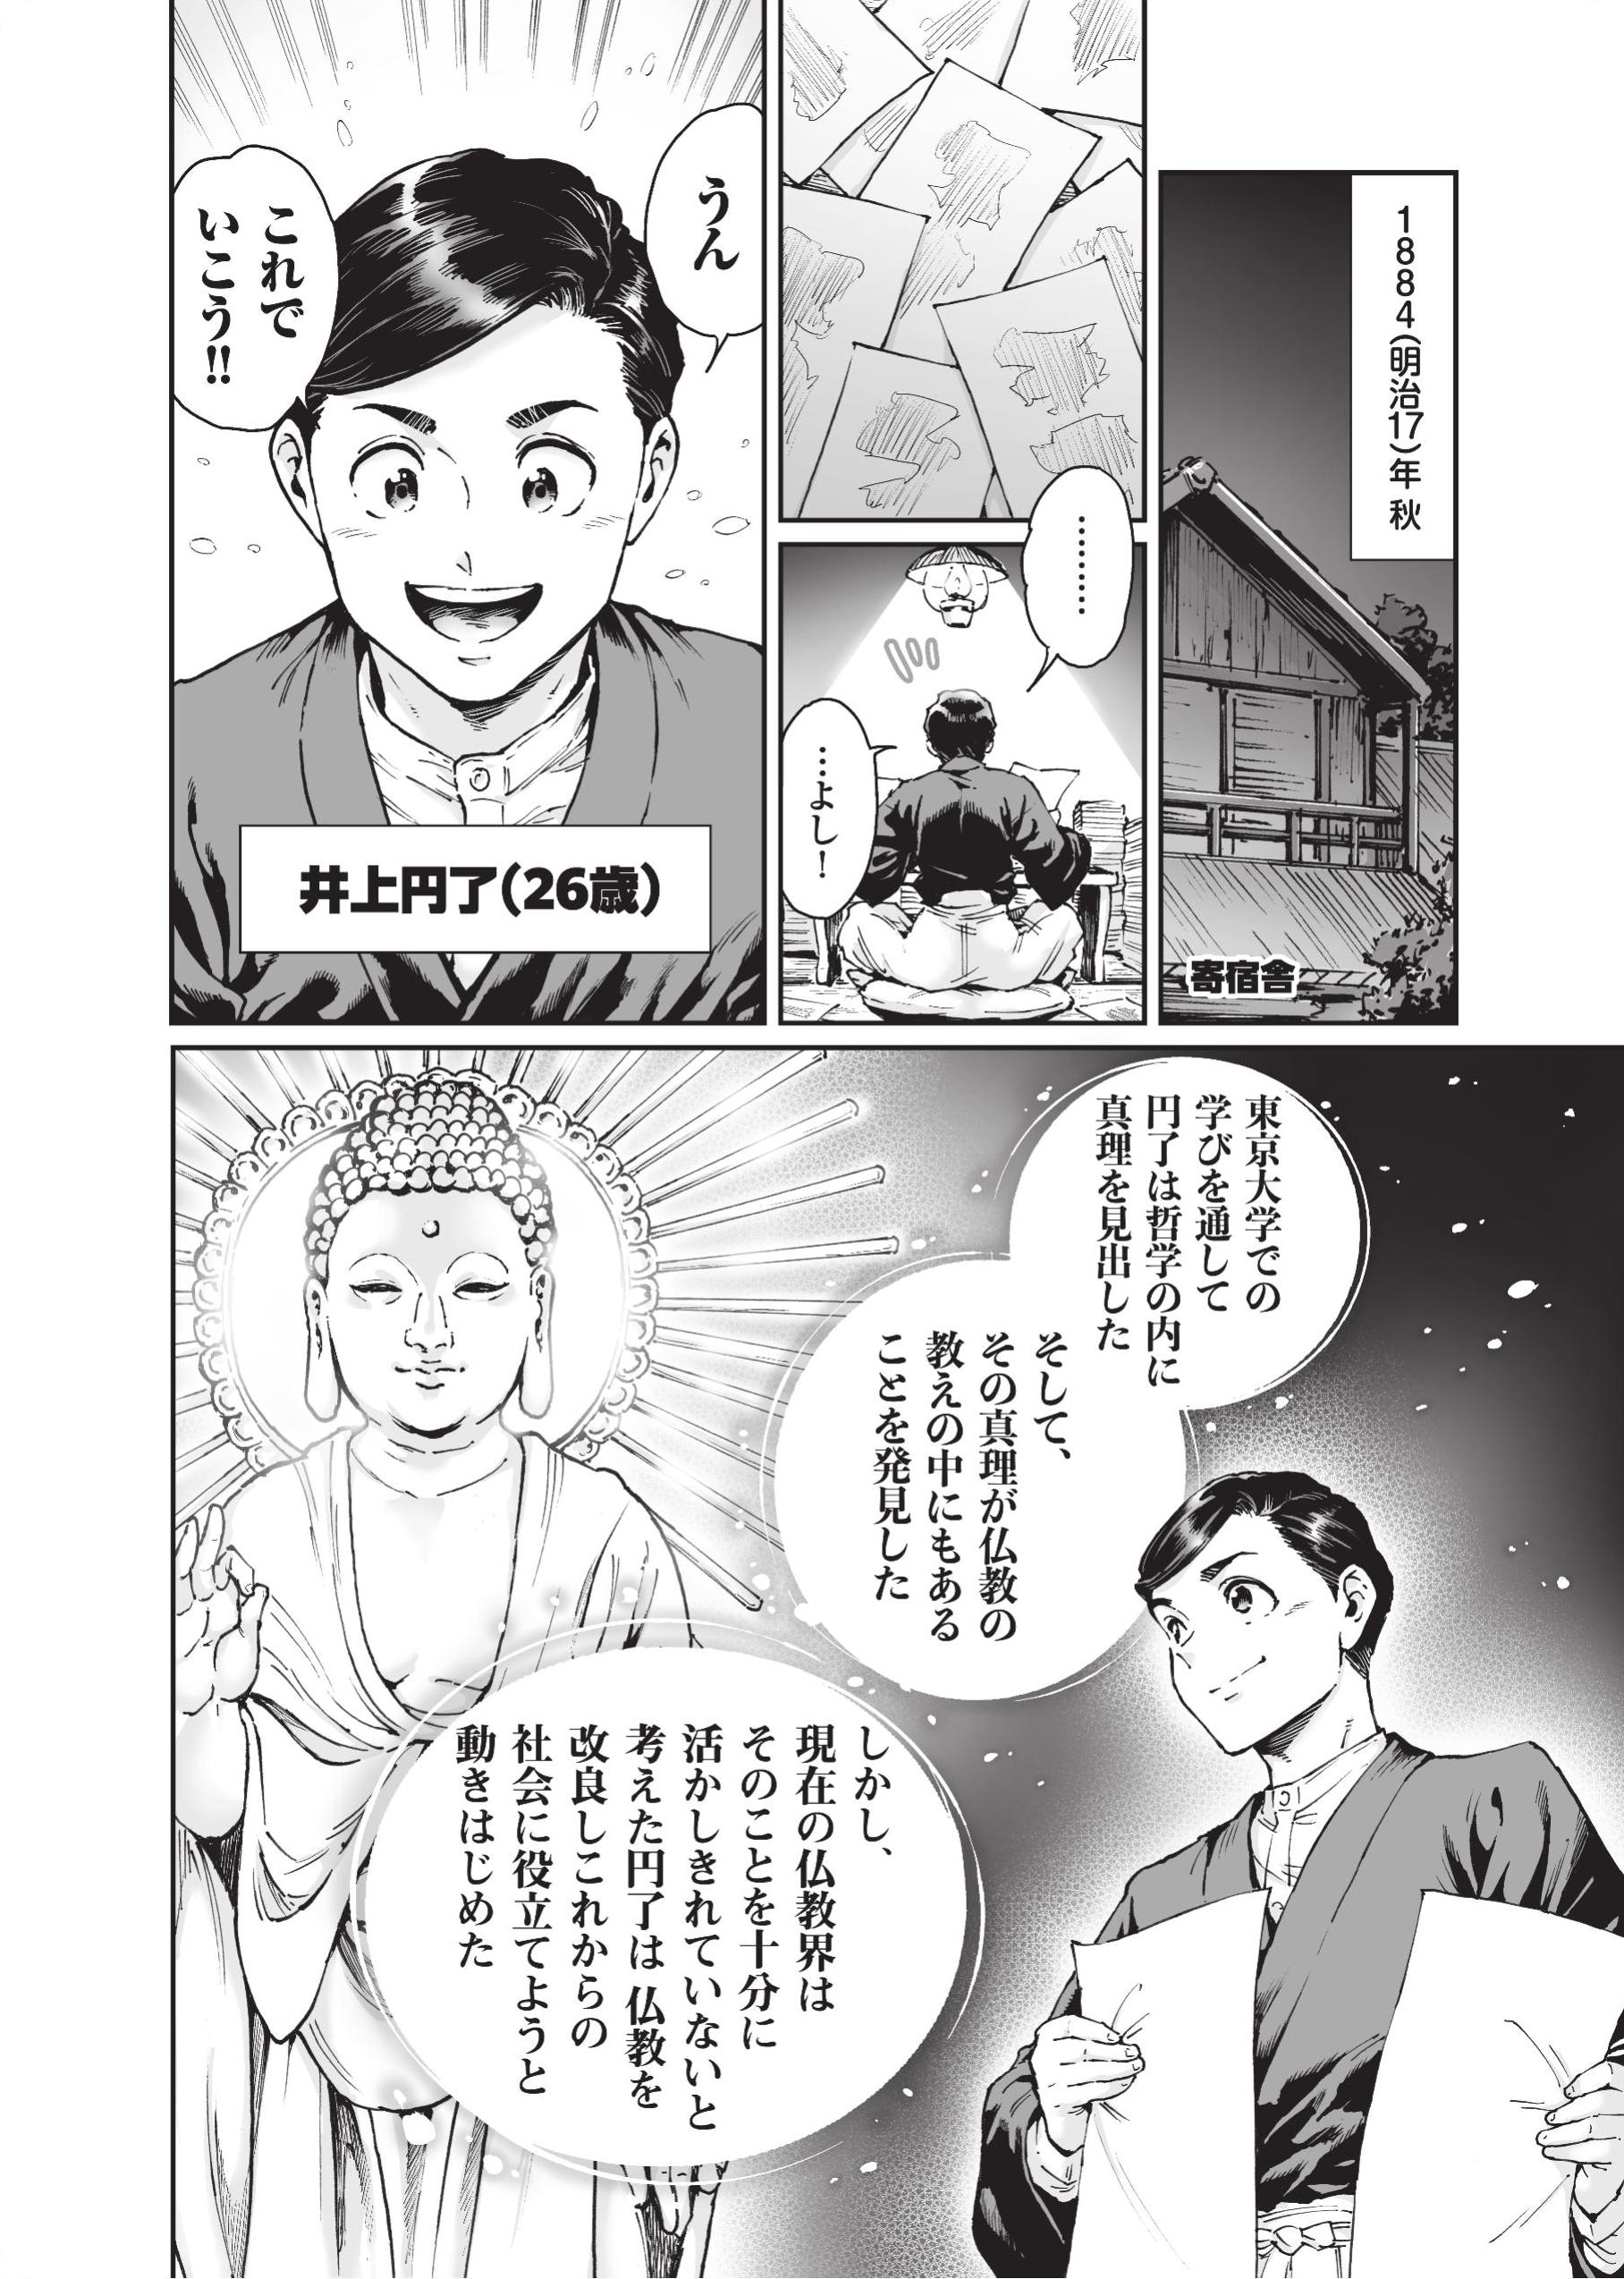 1884(明治17)年 秋
寄宿舎
………
…よし!
うん
これで
いこう!!
井上円了(26歳)
東京大学での
学びを通して
円了は哲学の内に
真理を見出した
そして、
その真理が仏教の
教えの中にもある
ことを発見した
しかし、
現在の仏教界は
そのことを十分に
活かしきれていないと
考えた円了は 仏教を
改良しこれからの
社会に役立てようと
動きはじめた